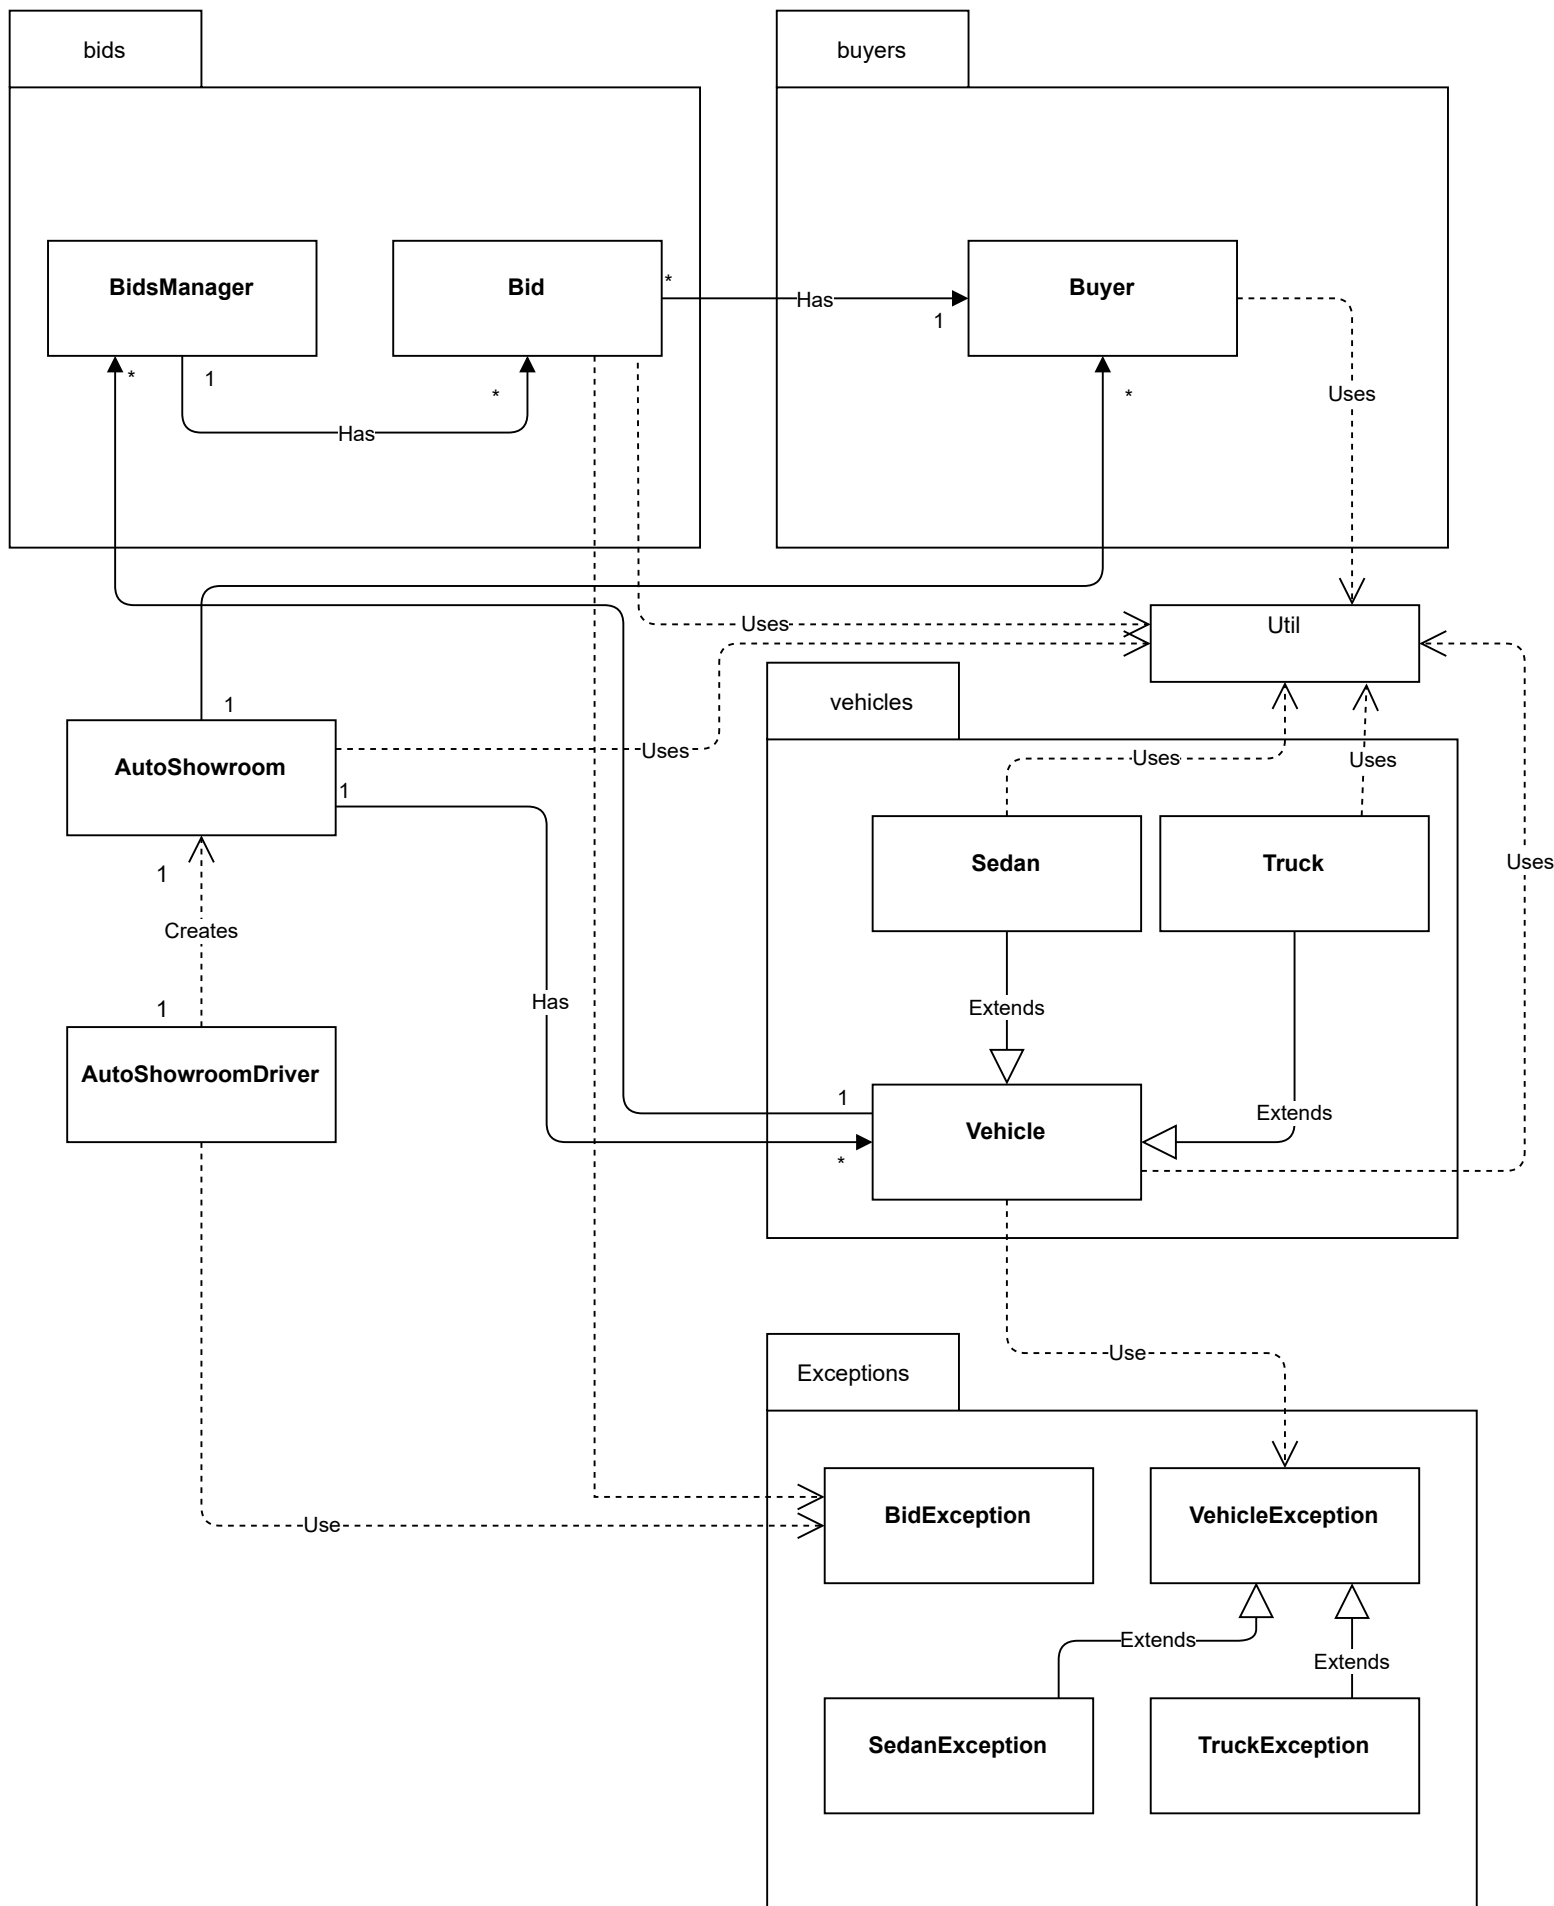 bids
buyers
BidsManager
Bid
*
Has
1
Buyer
*
1
*
Has
*
Uses
Uses
Util
1
AutoShowroom
Uses
1
vehicles
Uses
Uses
Sedan
Truck
Uses
1
Creates
1
AutoShowroomDriver
Has
Extends
Extends
1
Vehicle
*
Use
Exceptions
BidException
VehicleException
Use
Extends
Extends
SedanException
TruckException